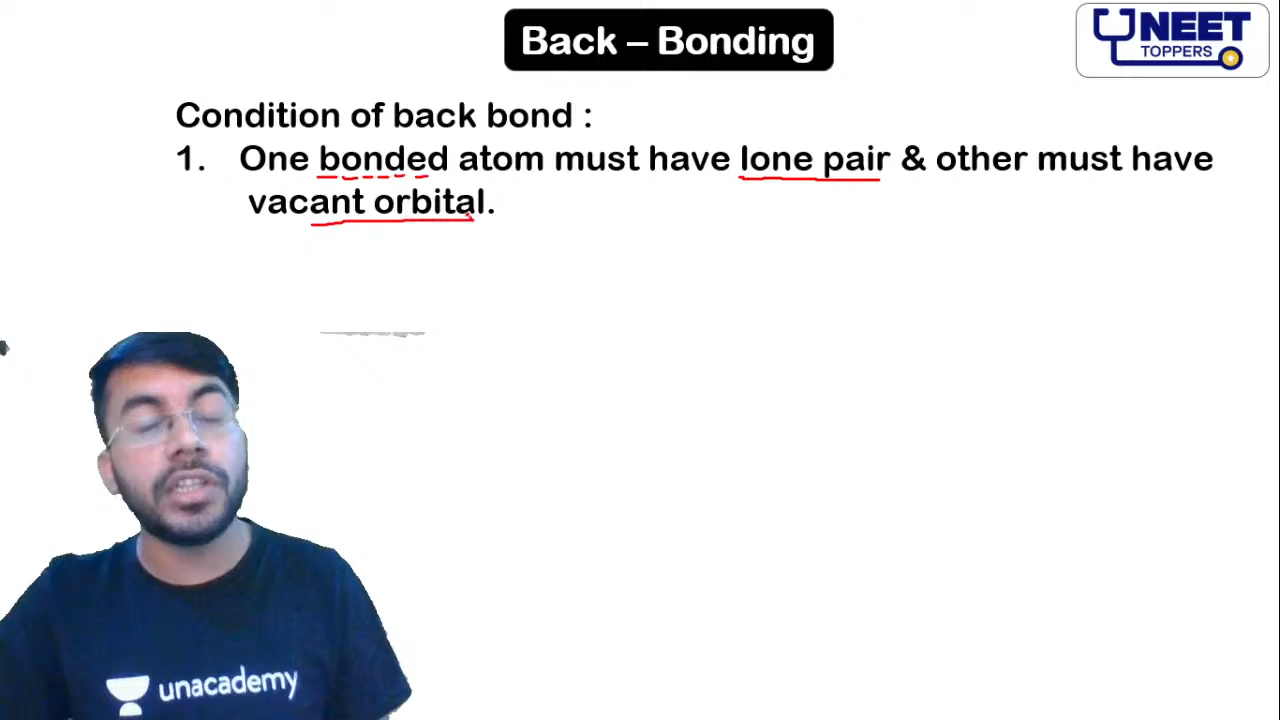 Back – Bonding
UNEET
TOPPERS
Condition of back bond :
1. One bonded atom must have lone pair & other must have
vacant orbital.
unacademy